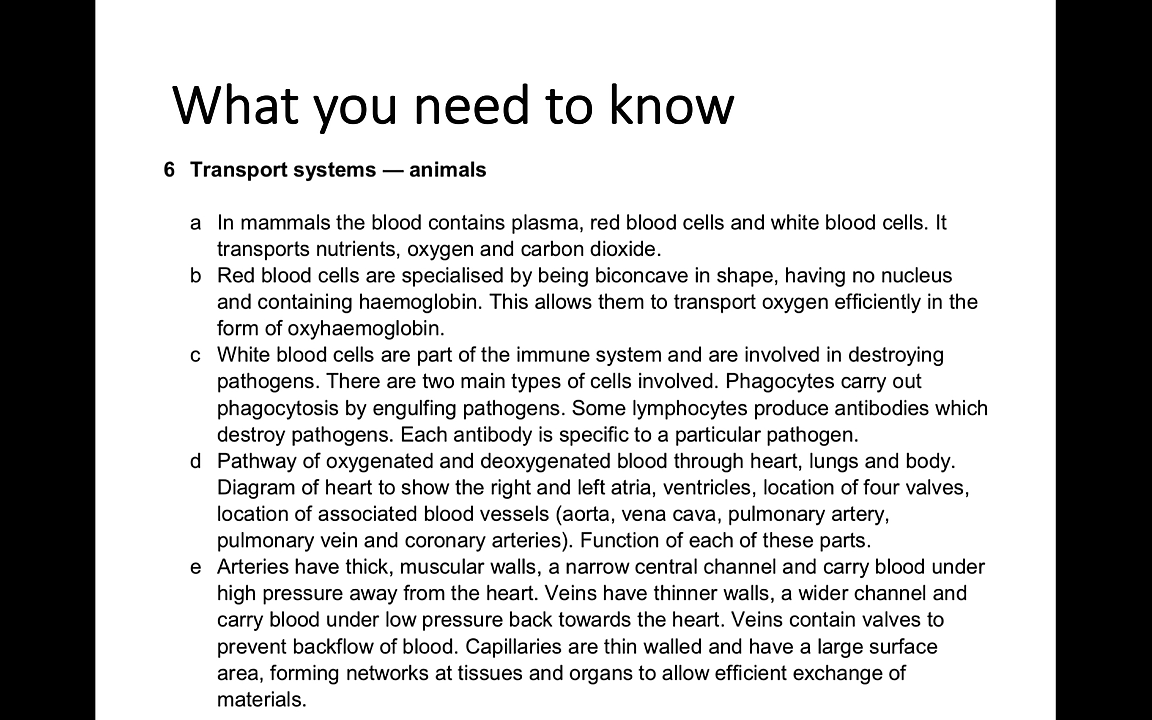 What you need to know
6 Transport systems — animals
a In mammals the blood contains plasma, red blood cells and white blood cells. It
transports nutrients, oxygen and carbon dioxide.
b Red blood cells are specialised by being biconcave in shape, having no nucleus
and containing haemoglobin. This allows them to transport oxygen efficiently in the
form of oxyhaemoglobin.
c White blood cells are part of the immune system and are involved in destroying
pathogens. There are two main types of cells involved. Phagocytes carry out
phagocytosis by engulfing pathogens. Some lymphocytes produce antibodies which
destroy pathogens. Each antibody is specific to a particular pathogen.
d Pathway of oxygenated and deoxygenated blood through heart, lungs and body.
Diagram of heart to show the right and left atria, ventricles, location of four valves,
location of associated blood vessels (aorta, vena cava, pulmonary artery,
pulmonary vein and coronary arteries). Function of each of these parts.
e Arteries have thick, muscular walls, a narrow central channel and carry blood under
high pressure away from the heart. Veins have thinner walls, a wider channel and
carry blood under low pressure back towards the heart. Veins contain valves to
prevent backflow of blood. Capillaries are thin walled and have a large surface
area, forming networks at tissues and organs to allow efficient exchange of
materials.